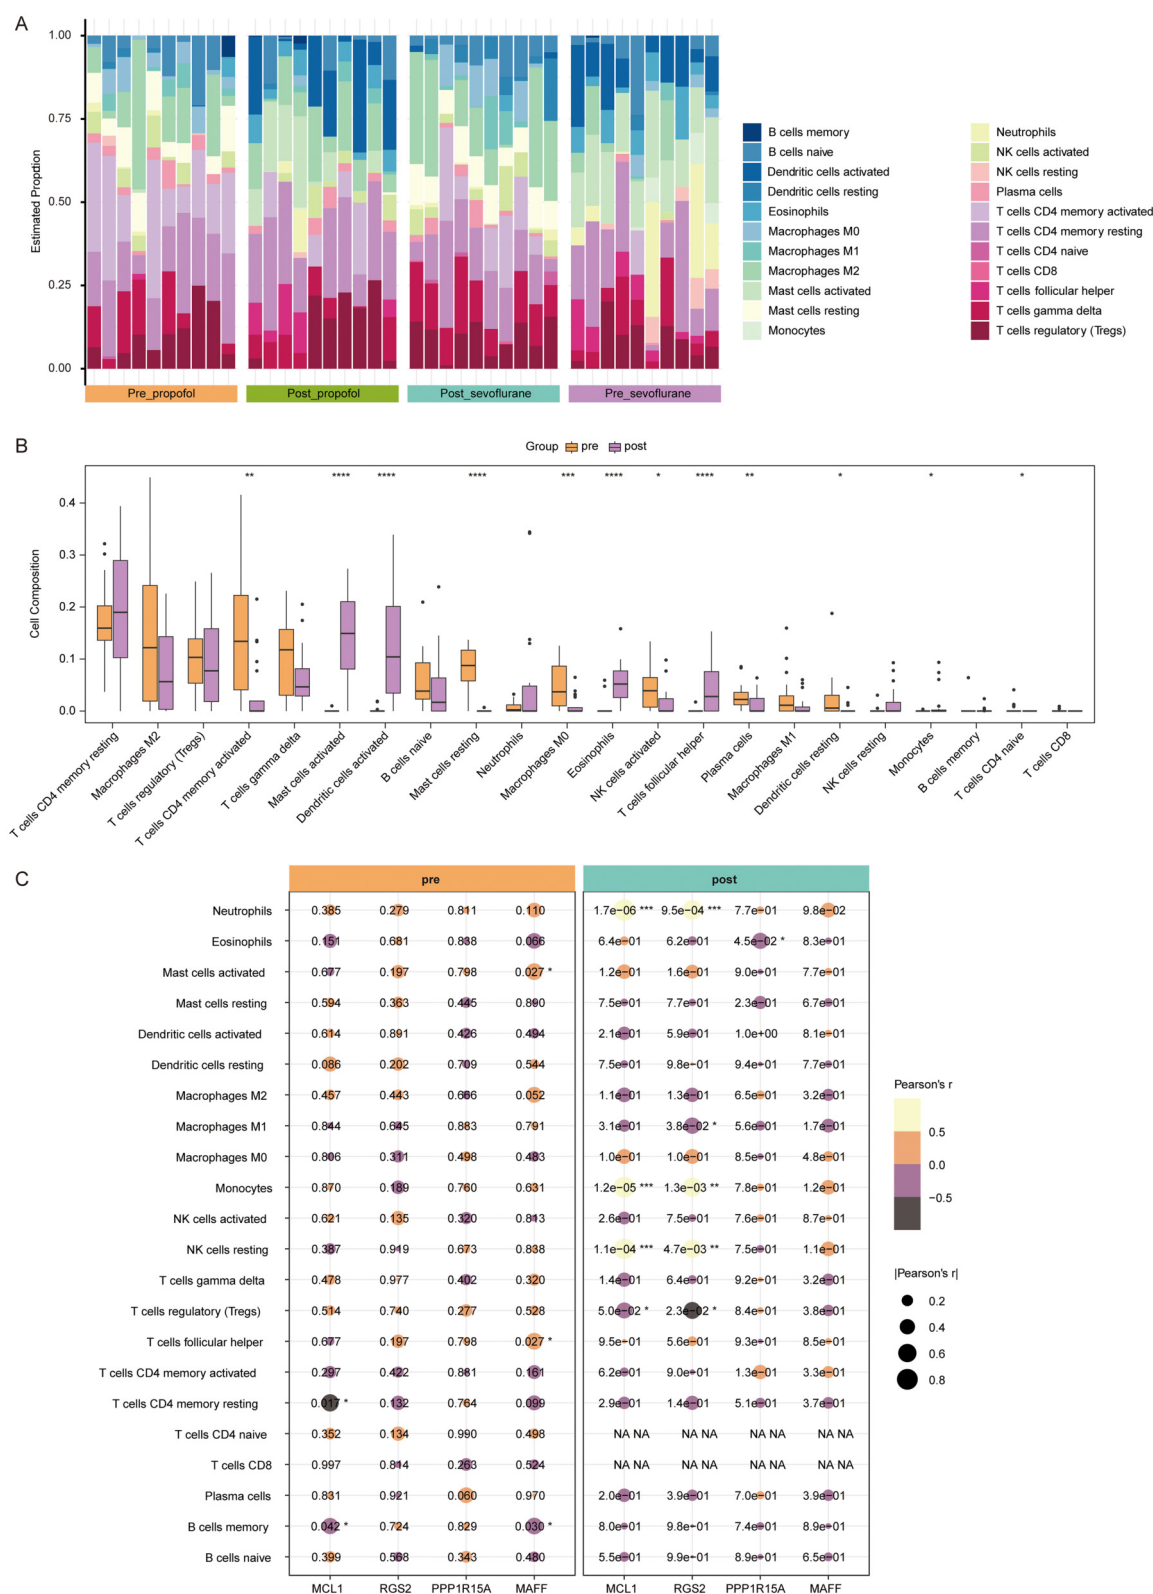 A
1.00
0.75
0.50
0.25
0.00
Estimated Proption
Pre_propofol
Post_propofol
Post_sevoflurane
Pre_sevoflurane
B cells memory
B cells naive
Dendritic cells activated
Dendritic cells resting
Eosinophils
Macrophages M0
Macrophages M1
Macrophages M2
Mast cells activated
Mast cells resting
Monocytes
Neutrophils
NK cells activated
NK cells resting
Plasma cells
T cells CD4 memory activated
T cells CD4 memory resting
T cells CD4 naive
T cells CD8
T cells follicular helper
T cells gamma delta
T cells regulatory (Tregs)
B
Group pre post
** **** **** **** *** **** * **** ** * * *
0.4
0.3
0.2
0.1
0.0
Cell Composition
T cells CD4 memory resting
Macrophages M2
T cells regulatory (Tregs)
T cells CD4 memory activated
T cells gamma delta
Mast cells activated
Dendritic cells activated
B cells naive
Mast cells resting
Neutrophils
Macrophages M0
Eosinophils
NK cells activated
T cells follicular helper
Plasma cells
Macrophages M1
Dendritic cells resting
NK cells resting
Monocytes
B cells memory
T cells CD4 naive
T cells CD8
C
pre post
Neutrophils 0.385 0.279 0.811 0.110 1.7e−06 *** 9.5e−04 *** 7.7e−01 9.8e−02
Eosinophils 0.151 0.681 0.838 0.066 6.4e−01 6.2e−01 4.5e−02 * 8.3e−01
Mast cells activated 0.677 0.197 0.798 0.027 * 1.2e−01 1.6e−01 9.0e−01 7.7e−01
Mast cells resting 0.594 0.363 0.445 0.890 7.5e−01 7.7e−01 2.3e−01 6.7e−01
Dendritic cells activated 0.614 0.891 0.426 0.494 2.1e−01 5.9e−01 1.0e+00 8.1e−01
Dendritic cells resting 0.086 0.202 0.709 0.544 7.5e−01 9.8e−01 9.4e−01 7.7e−01
Macrophages M2 0.457 0.443 0.666 0.052 1.1e−01 1.3e−01 6.5e−01 3.2e−01
Macrophages M1 0.844 0.645 0.883 0.791 3.1e−01 3.8e−02 * 5.6e−01 1.7e−01
Macrophages M0 0.806 0.311 0.498 0.483 1.0e−01 1.0e−01 8.5e−01 4.8e−01
Monocytes 0.870 0.189 0.760 0.631 1.2e−05 *** 1.3e−03 ** 7.8e−01 1.2e−01
NK cells activated 0.621 0.135 0.320 0.813 2.6e−01 7.5e−01 7.6e−01 8.7e−01
NK cells resting 0.387 0.919 0.673 0.838 1.1e−04 *** 4.7e−03 ** 7.5e−01 1.1e−01
T cells gamma delta 0.478 0.977 0.402 0.320 1.4e−01 6.4e−01 9.2e−01 3.2e−01
T cells regulatory (Tregs) 0.514 0.740 0.277 0.528 5.0e−02 * 2.3e−02 * 8.4e−01 3.8e−01
T cells follicular helper 0.677 0.197 0.798 0.027 * 9.5e−01 5.6e−01 9.3e−01 8.5e−01
T cells CD4 memory activated 0.297 0.422 0.881 0.161 6.2e−01 9.0e−01 1.3e−01 3.3e−01
T cells CD4 memory resting 0.017 * 0.132 0.764 0.099 2.9e−01 1.4e−01 5.1e−01 3.7e−01
T cells CD4 naive 0.352 0.134 0.990 0.498 NA NA NA NA NA NA NA NA
T cells CD8 0.997 0.814 0.263 0.524 NA NA NA NA NA NA NA NA
Plasma cells 0.831 0.921 0.060 0.970 2.0e−01 3.9e−01 7.0e−01 3.9e−01
B cells memory 0.042 * 0.724 0.829 0.030 * 8.0e−01 9.8e−01 7.4e−01 8.9e−01
B cells naive 0.399 0.568 0.343 0.480 5.5e−01 9.9e−01 8.9e−01 6.5e−01
MCL1 RGS2 PPP1R15A MAFF MCL1 RGS2 PPP1R15A MAFF
Pearson's r
0.5
0.0
−0.5
|Pearson's r|
0.2
0.4
0.6
0.8